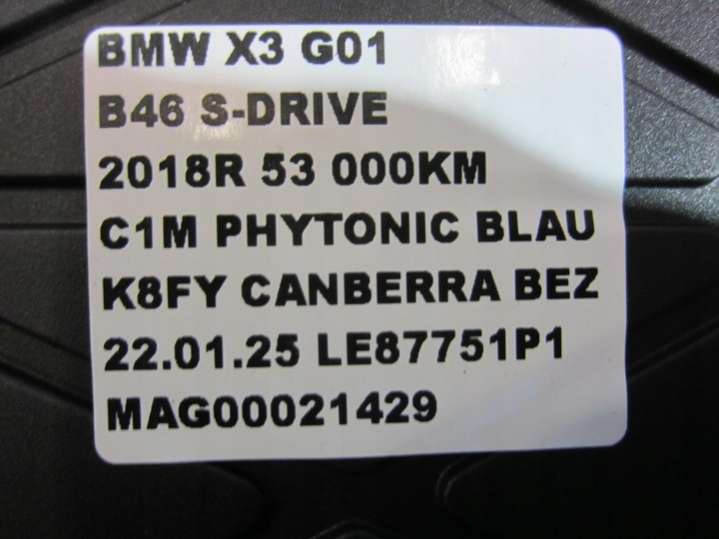 BMW X3 G01
B46 S-DRIVE
2018R 53 000KM
C1M PHYTONIC BLAU
K8FY CANBERRA BEZ
22.01.25 LE87751P1
MAG00021429